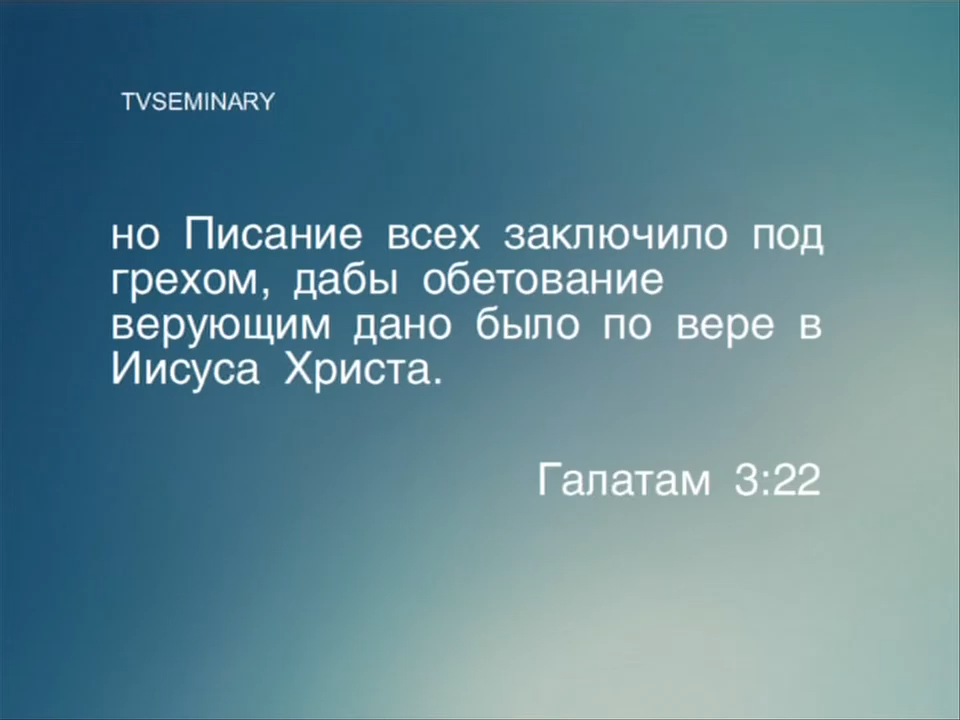 TVSEMINARY
но Писание всех заключило под
грехом, дабы обетование
верующим дано было по вере в
Иисуса Христа.
Галатам 3:22